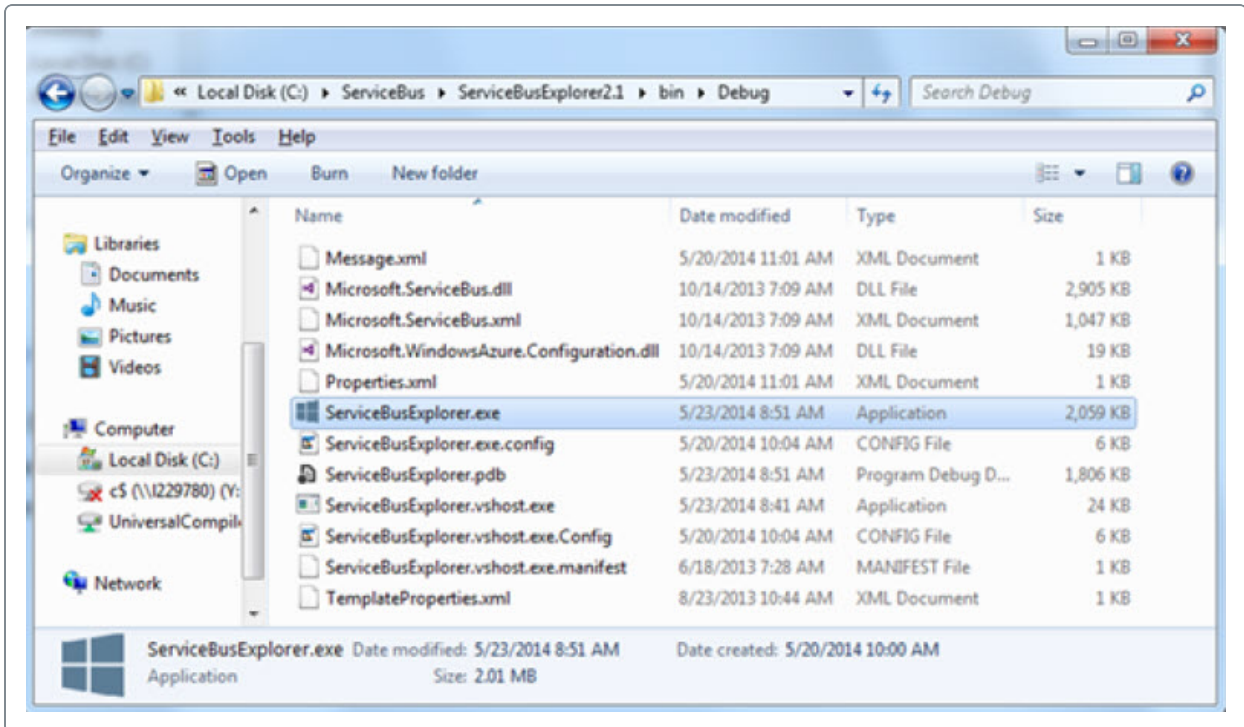 « Local Disk (C:) ▸ ServiceBus ▸ ServiceBusExplorer2.1 ▸ bin ▸ Debug
Search Debug
File Edit View Tools Help
Organize Open Burn New folder
Name Date modified Type Size
Libraries
Documents
Music
Pictures
Videos
Computer
Local Disk (C:)
c$ (\\I229780) (Y:
UniversalCompil
Network
Message.xml 5/20/2014 11:01 AM XML Document 1 KB
Microsoft.ServiceBus.dll 10/14/2013 7:09 AM DLL File 2,905 KB
Microsoft.ServiceBus.xml 10/14/2013 7:09 AM XML Document 1,047 KB
Microsoft.WindowsAzure.Configuration.dll 10/14/2013 7:09 AM DLL File 19 KB
Properties.xml 5/20/2014 11:01 AM XML Document 1 KB
ServiceBusExplorer.exe 5/23/2014 8:51 AM Application 2,059 KB
ServiceBusExplorer.exe.config 5/20/2014 10:04 AM CONFIG File 6 KB
ServiceBusExplorer.pdb 5/23/2014 8:51 AM Program Debug D... 1,806 KB
ServiceBusExplorer.vshost.exe 5/23/2014 8:41 AM Application 24 KB
ServiceBusExplorer.vshost.exe.Config 5/20/2014 10:04 AM CONFIG File 6 KB
ServiceBusExplorer.vshost.exe.manifest 6/18/2013 7:28 AM MANIFEST File 1 KB
TemplateProperties.xml 8/23/2013 10:44 AM XML Document 1 KB
ServiceBusExplorer.exe Date modified: 5/23/2014 8:51 AM Date created: 5/20/2014 10:00 AM
Application Size: 2.01 MB